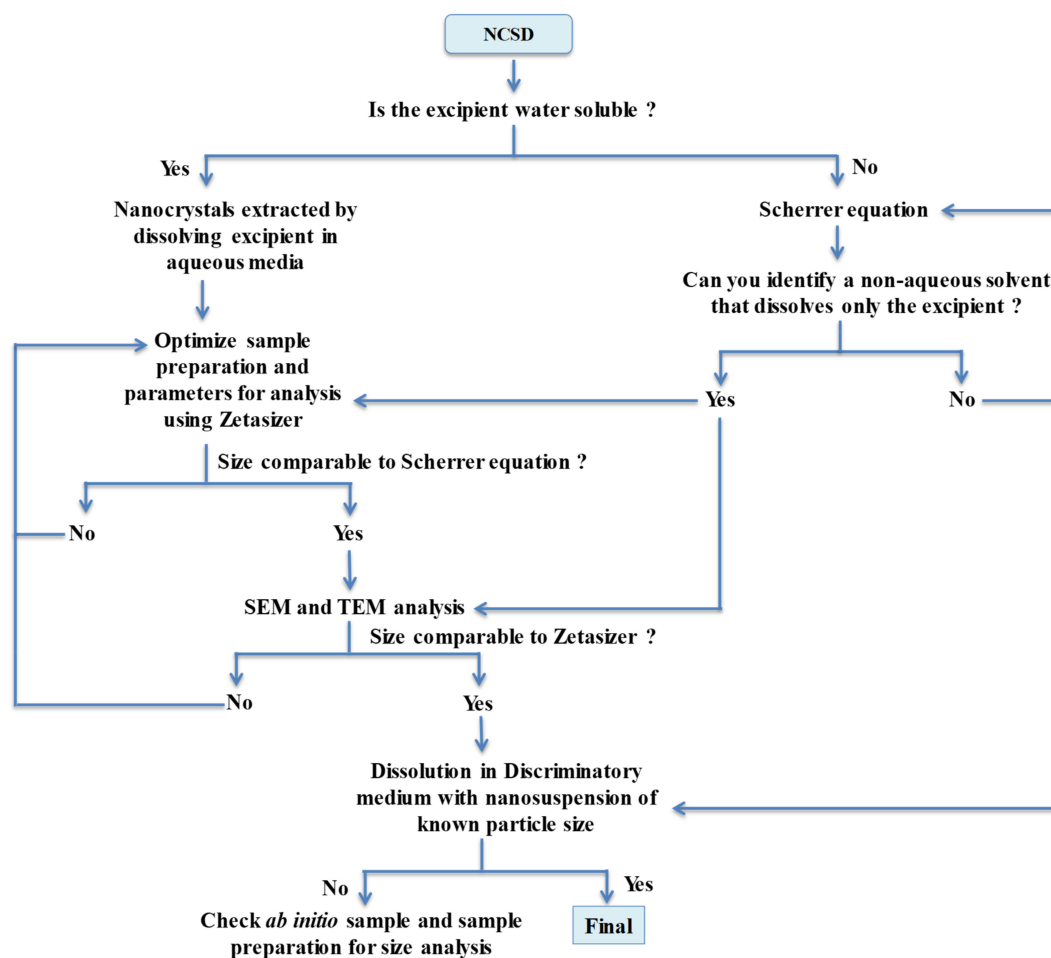 NCSD
Is the excipient water soluble ?
Yes
No
Nanocrystals extracted by
dissolving excipient in
aqueous media
Scherrer equation
Can you identify a non-aqueous solvent
that dissolves only the excipient ?
Optimize sample
preparation and
parameters for analysis
using Zetasizer
Yes
No
Size comparable to Scherrer equation ?
No
Yes
SEM and TEM analysis
Size comparable to Zetasizer ?
No
Yes
Dissolution in Discriminatory
medium with nanosuspension of
known particle size
No
Yes
Check ab initio sample and sample
preparation for size analysis
Final